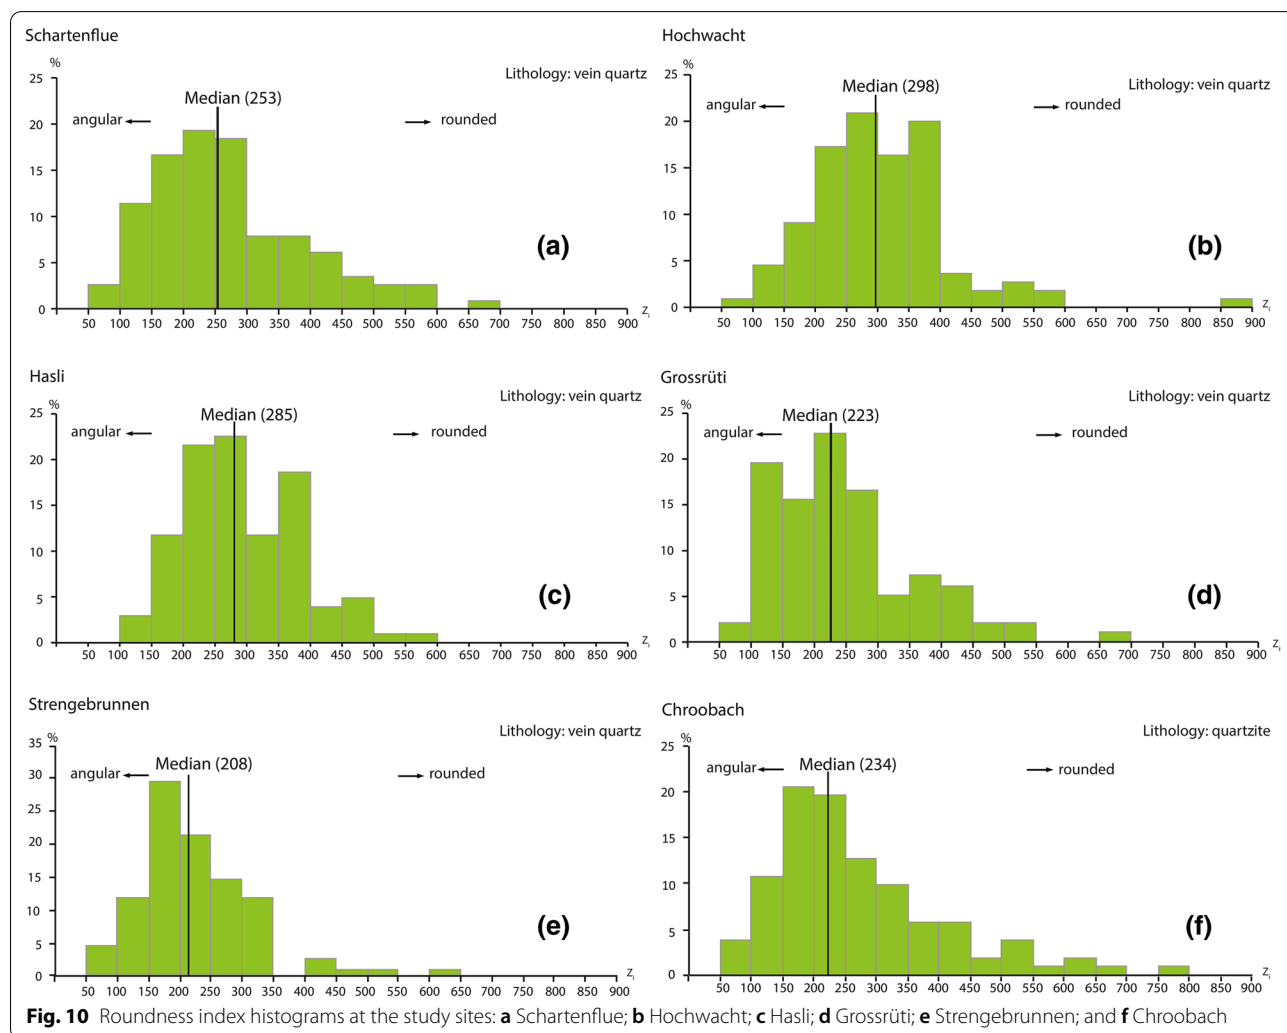 Schartenflue
%
Lithology: vein quartz
Median (253)
angular
rounded
25
20
15
10
5
0
(a)
50 100 150 200 250 300 350 400 450 500 550 600 650 700 750 800 850 900 Zi
Hochwacht
%
Lithology: vein quartz
Median (298)
angular
rounded
25
20
15
10
5
0
(b)
50 100 150 200 250 300 350 400 450 500 550 600 650 700 750 800 850 900 Zi
Hasli
%
Lithology: vein quartz
Median (285)
angular
rounded
25
20
15
10
5
0
(c)
50 100 150 200 250 300 350 400 450 500 550 600 650 700 750 800 850 900 Zi
Grossrüti
%
Lithology: vein quartz
Median (223)
angular
rounded
25
20
15
10
5
0
(d)
50 100 150 200 250 300 350 400 450 500 550 600 650 700 750 800 850 900 Zi
Strengebrunnen
%
Lithology: vein quartz
Median (208)
angular
rounded
35
30
25
20
15
10
5
0
(e)
50 100 150 200 250 300 350 400 450 500 550 600 650 700 750 800 850 900 Zi
Chroobach
%
Lithology: quartzite
Median (234)
angular
rounded
25
20
15
10
5
0
(f)
50 100 150 200 250 300 350 400 450 500 550 600 650 700 750 800 850 900 Zi
Fig. 10 Roundness index histograms at the study sites: a Schartenflue; b Hochwacht; c Hasli; d Grossrüti; e Strengebrunnen; and f Chroobach